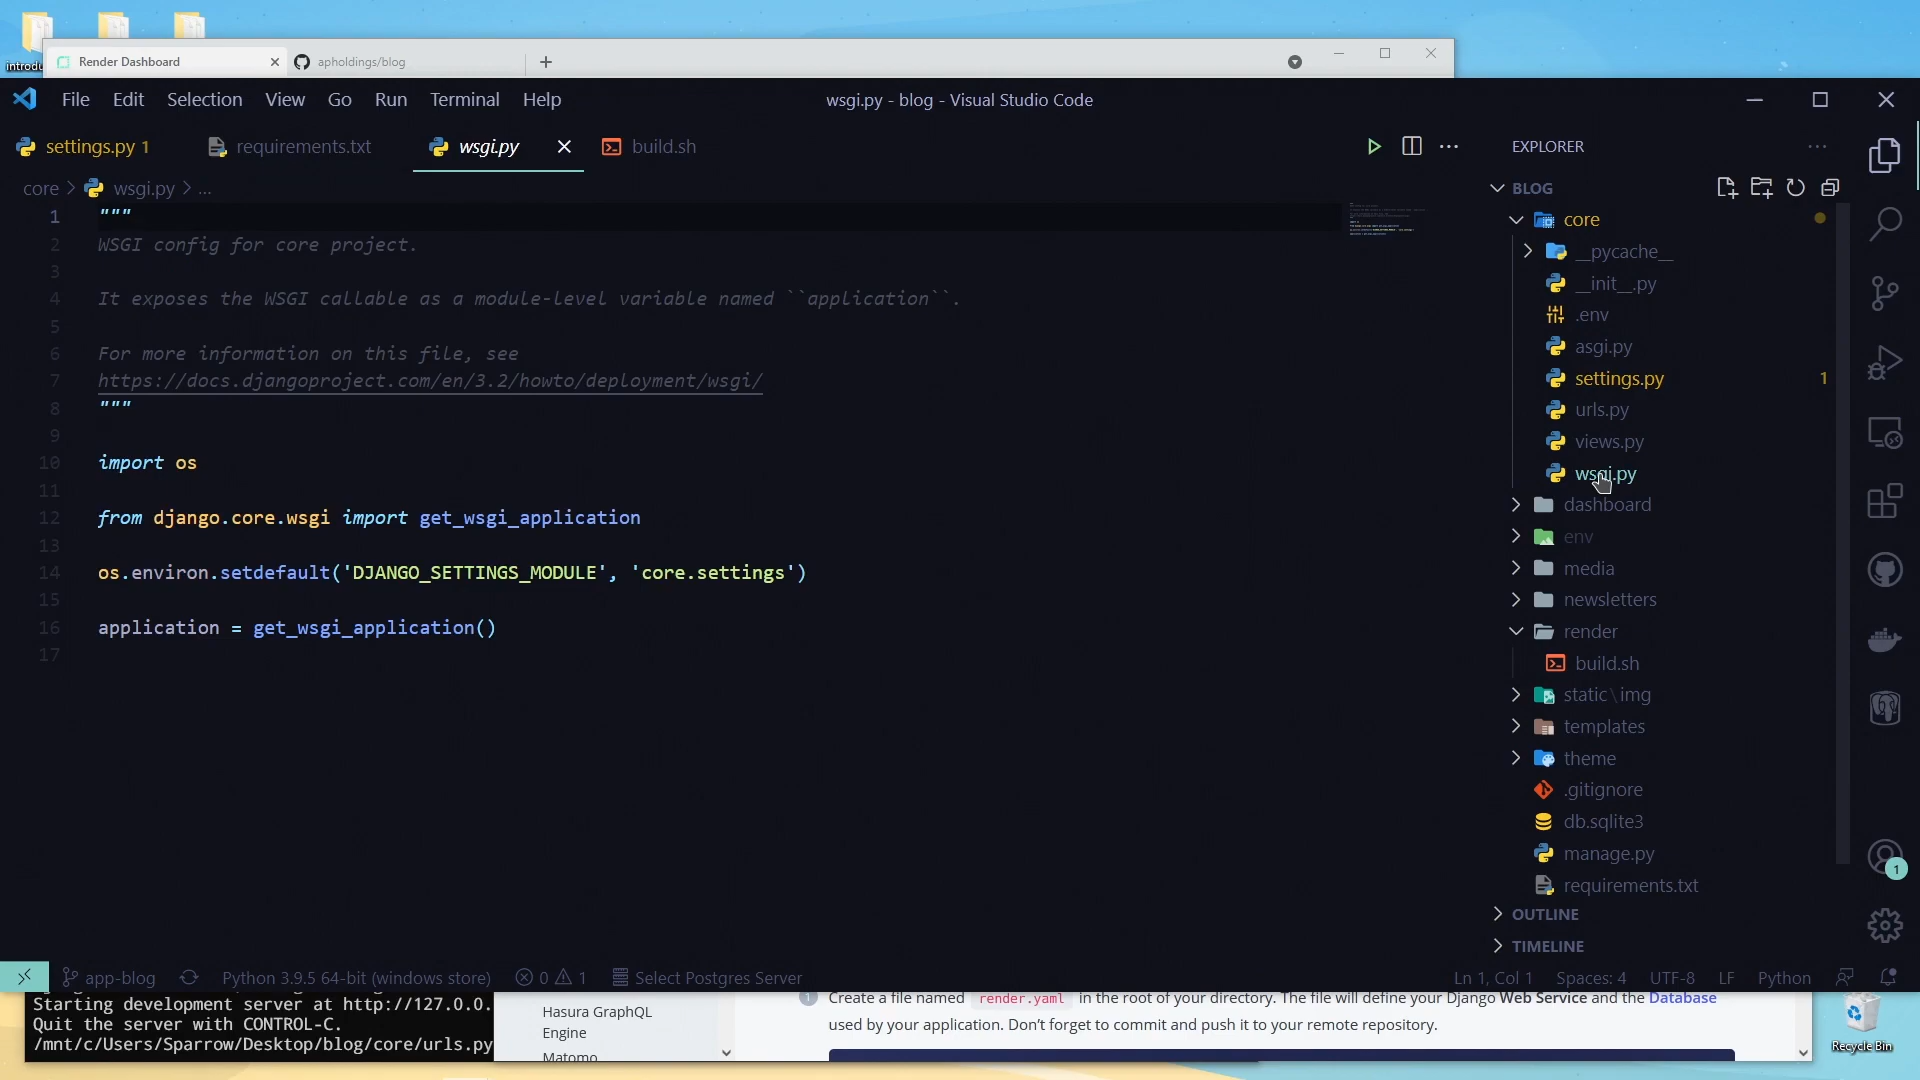 introdu
Render Dashboard
apholdings/blog
File Edit Selection View Go Run Terminal Help
wsgi.py - blog - Visual Studio Code
settings.py 1
requirements.txt
wsgi.py
build.sh
EXPLORER
core > wsgi.py > ...
BLOG
1 """
2 WSGI config for core project.
3
4 It exposes the WSGI callable as a module-level variable named ``application``.
5
6 For more information on this file, see
7 https://docs.djangoproject.com/en/3.2/howto/deployment/wsgi/
8 """
9
10 import os
11
12 from django.core.wsgi import get_wsgi_application
13
14 os.environ.setdefault('DJANGO_SETTINGS_MODULE', 'core.settings')
15
16 application = get_wsgi_application()
17
core
__pycache__
__init__.py
.env
asgi.py
settings.py 1
urls.py
views.py
wsgi.py
dashboard
env
media
newsletters
render
build.sh
static\img
templates
theme
.gitignore
db.sqlite3
manage.py
requirements.txt
OUTLINE
TIMELINE
1
app-blog Python 3.9.5 64-bit (windows store) 0 1 Select Postgres Server
Ln 1, Col 1 Spaces: 4 UTF-8 LF Python
Starting development server at http://127.0.0.
Quit the server with CONTROL-C.
/mnt/c/Users/Sparrow/Desktop/blog/core/urls.py
Hasura GraphQL
Engine
Matomo
1 Create a file named render.yaml in the root of your directory. The file will define your Django Web Service and the Database
used by your application. Don't forget to commit and push it to your remote repository.
Recycle Bin